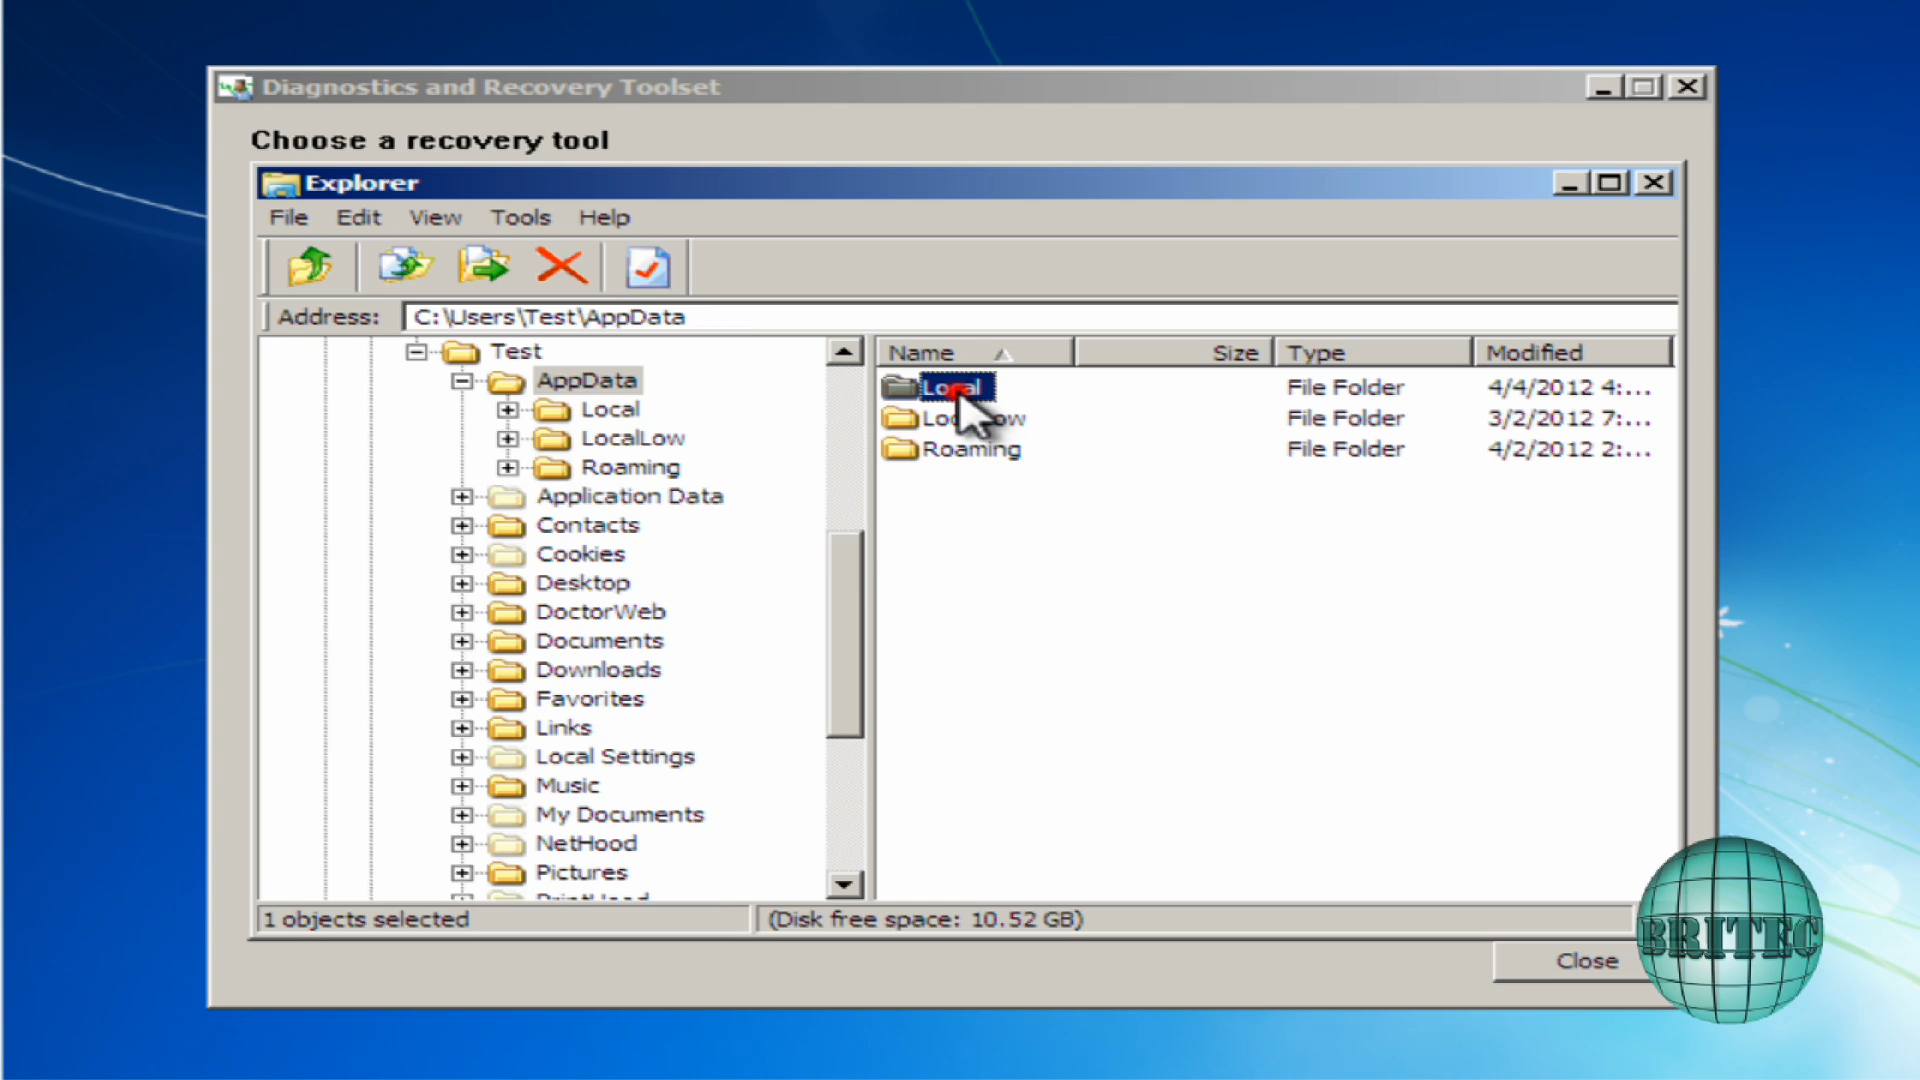 Diagnostics and Recovery Toolset
Choose a recovery tool
Explorer
File Edit View Tools Help
Address: C:\Users\Test\AppData
Test
AppData
Local
LocalLow
Roaming
Application Data
Contacts
Cookies
Desktop
DoctorWeb
Documents
Downloads
Favorites
Links
Local Settings
Music
My Documents
NetHood
Pictures
Name Size Type Modified
Local File Folder 4/4/2012 4:...
File Folder 3/2/2012 7:...
Roaming File Folder 4/2/2012 2:...
1 objects selected (Disk free space: 10.52 GB)
Close
BRITEC